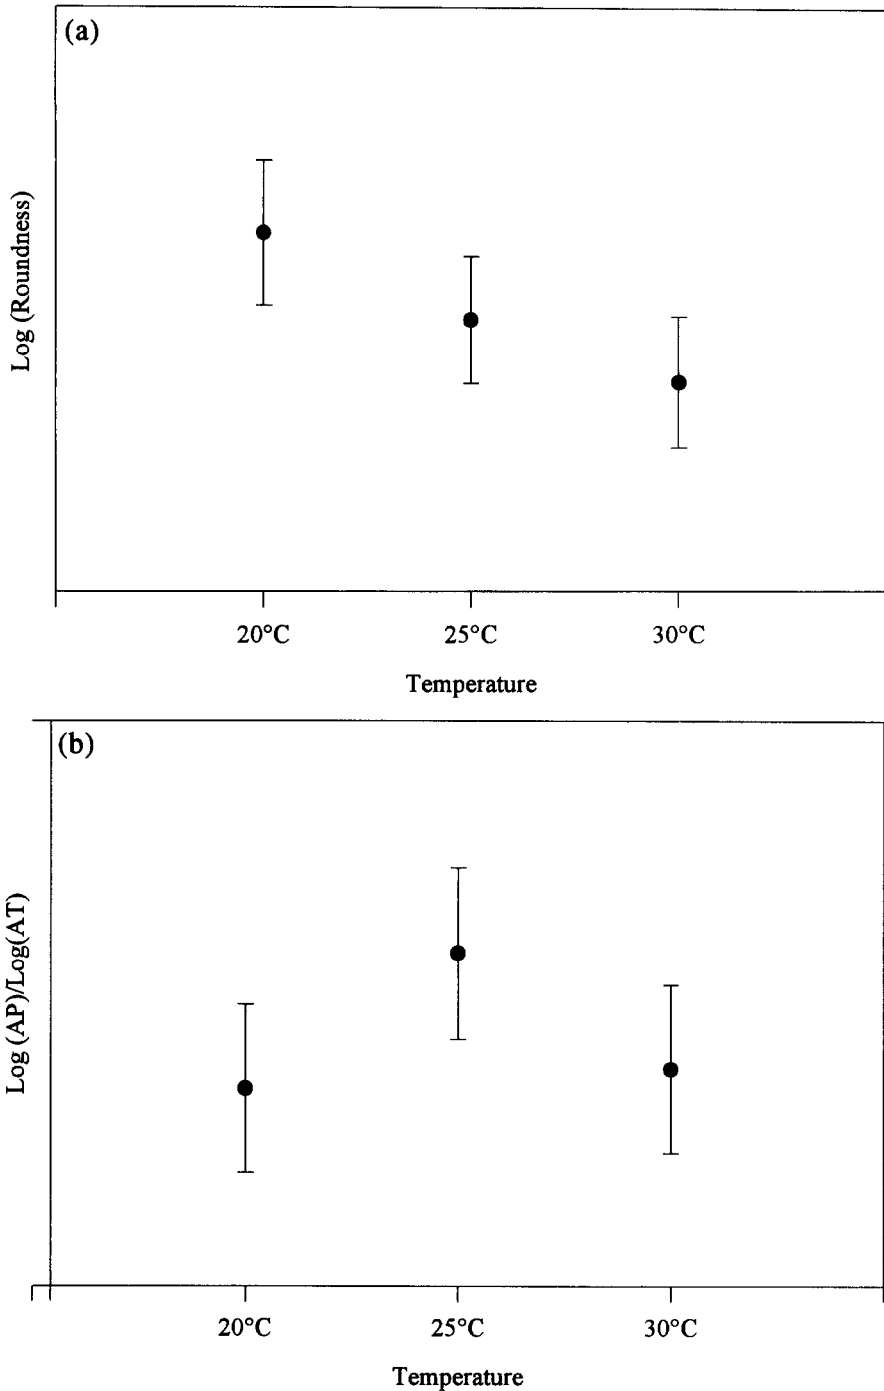 (a)
Log (Roundness)
20°C 25°C 30°C
Temperature
(b)
Log (AP)/Log(AT)
20°C 25°C 30°C
Temperature